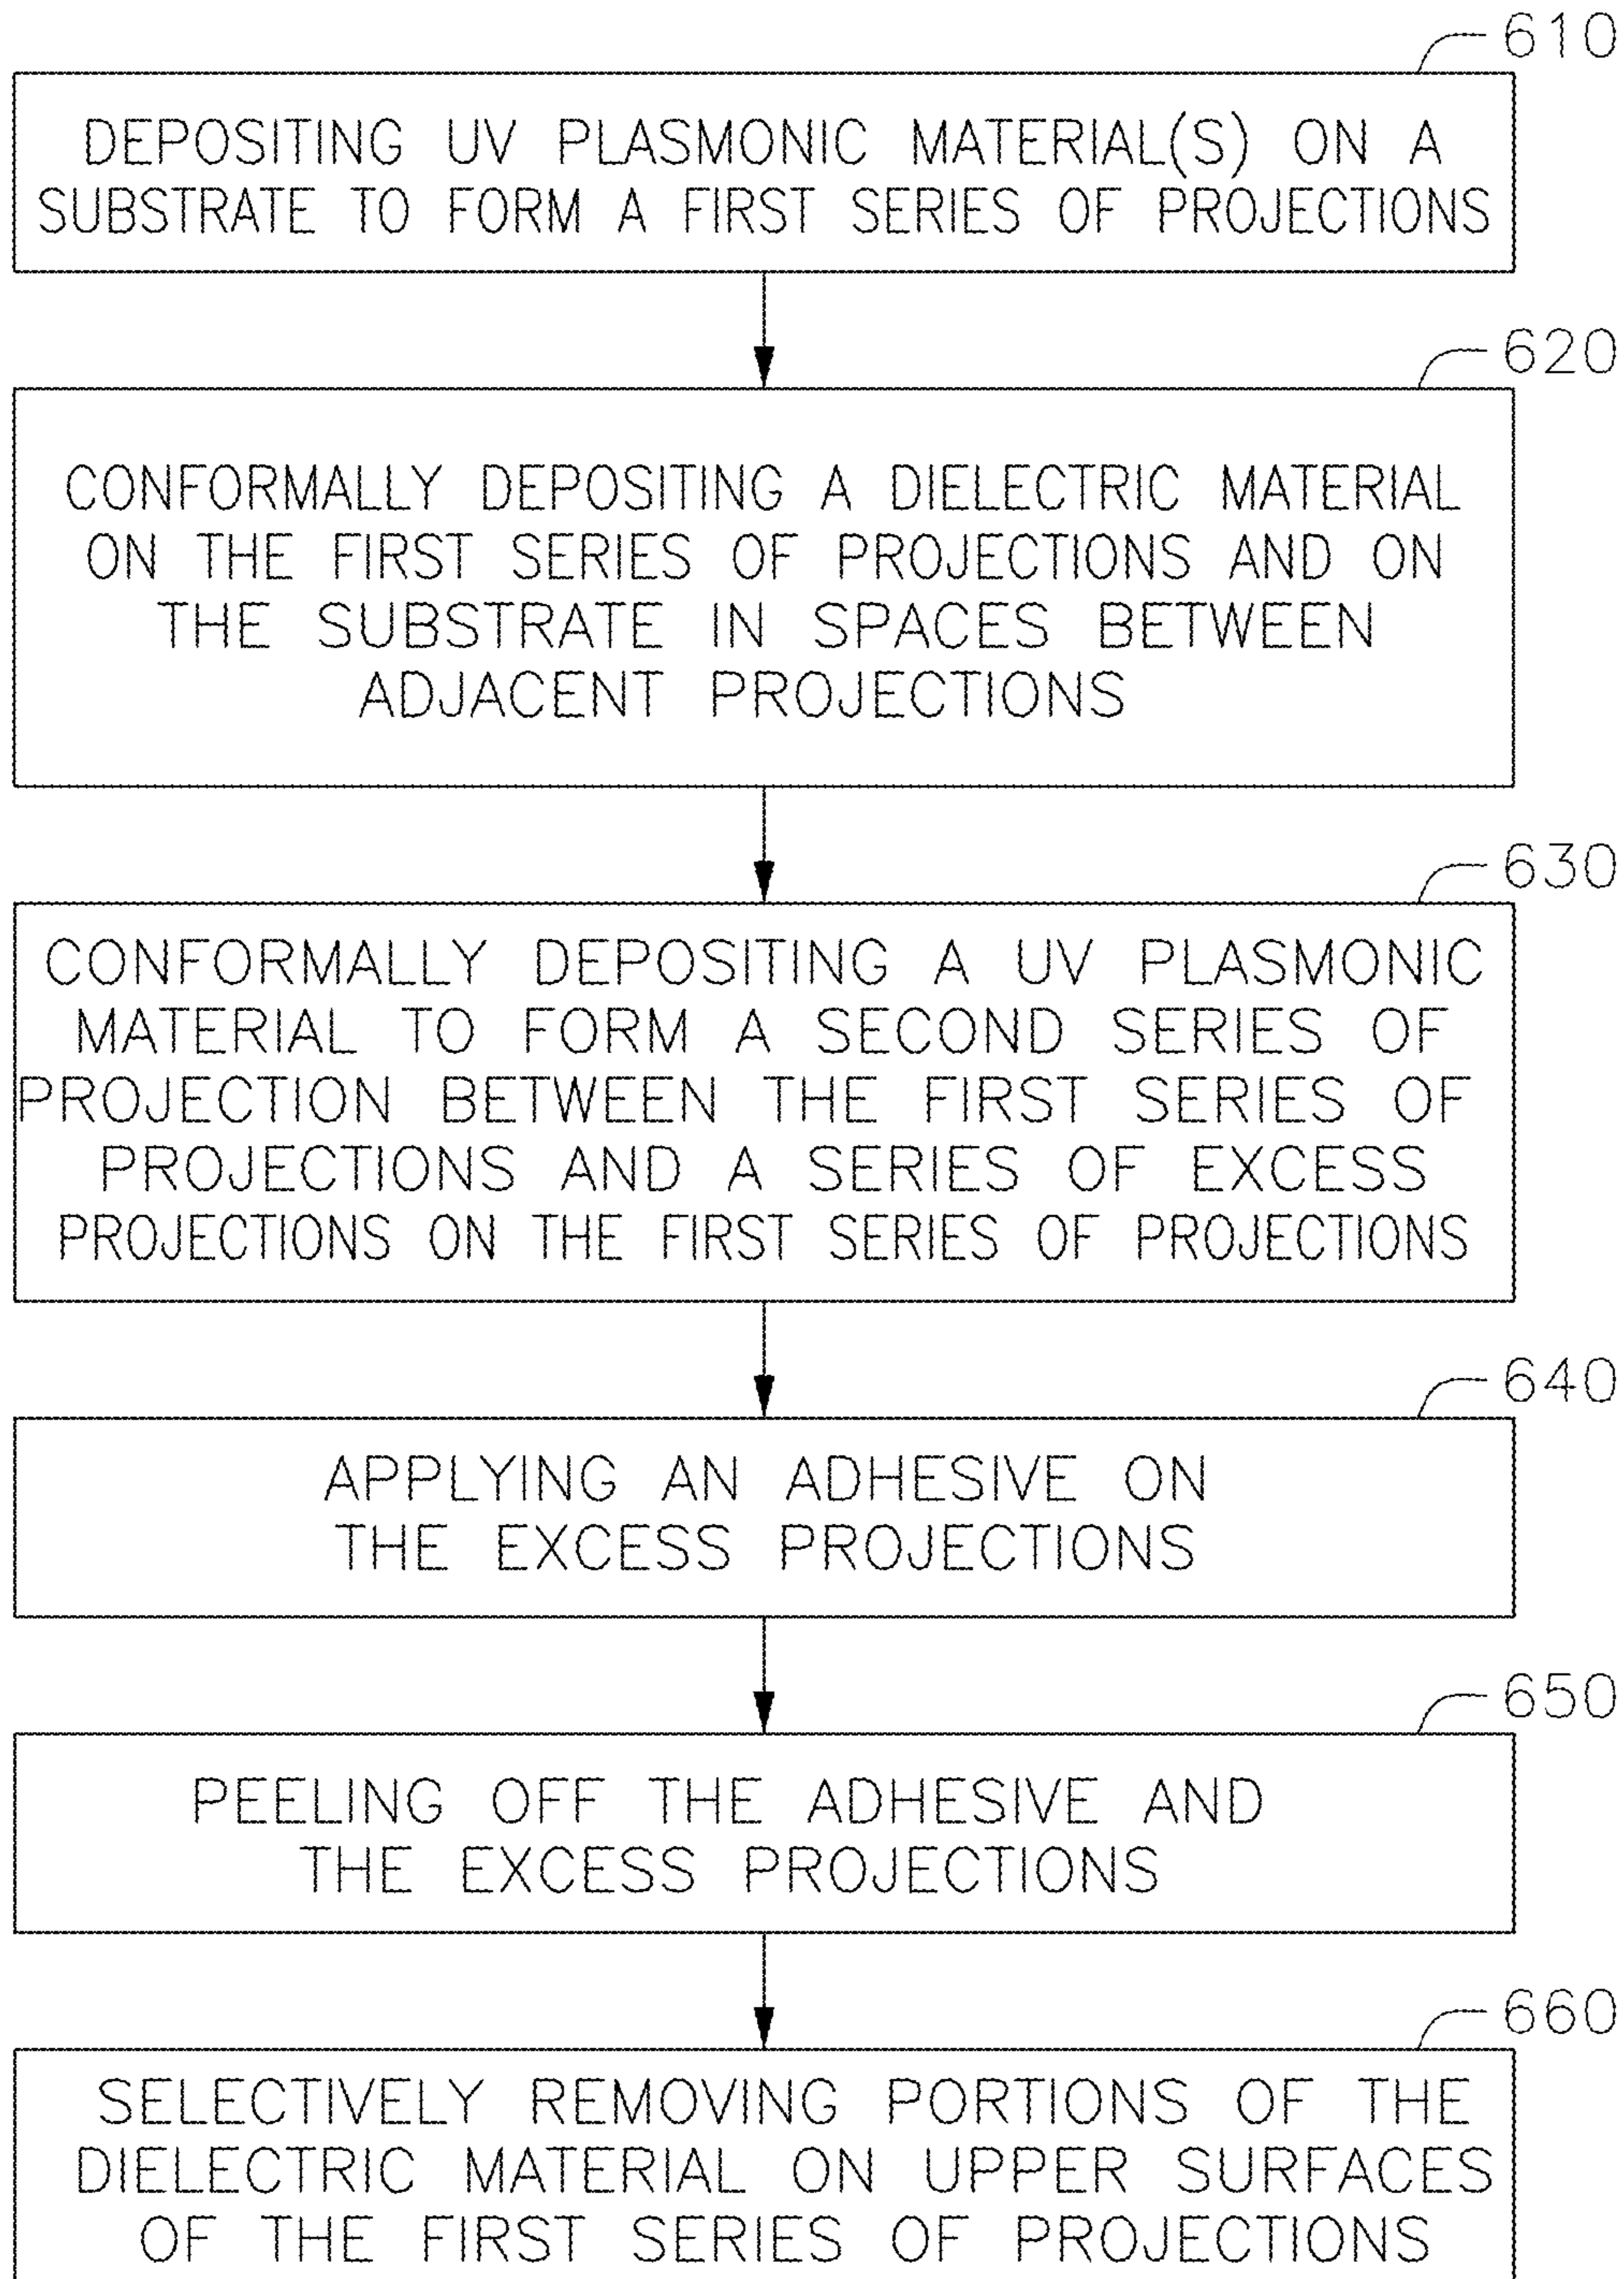 610
DEPOSITING UV PLASMONIC MATERIAL(S) ON A
SUBSTRATE TO FORM A FIRST SERIES OF PROJECTIONS
620
CONFORMALLY DEPOSITING A DIELECTRIC MATERIAL
ON THE FIRST SERIES OF PROJECTIONS AND ON
THE SUBSTRATE IN SPACES BETWEEN
ADJACENT PROJECTIONS
630
CONFORMALLY DEPOSITING A UV PLASMONIC
MATERIAL TO FORM A SECOND SERIES OF
PROJECTION BETWEEN THE FIRST SERIES OF
PROJECTIONS AND A SERIES OF EXCESS
PROJECTIONS ON THE FIRST SERIES OF PROJECTIONS
640
APPLYING AN ADHESIVE ON
THE EXCESS PROJECTIONS
650
PEELING OFF THE ADHESIVE AND
THE EXCESS PROJECTIONS
660
SELECTIVELY REMOVING PORTIONS OF THE
DIELECTRIC MATERIAL ON UPPER SURFACES
OF THE FIRST SERIES OF PROJECTIONS